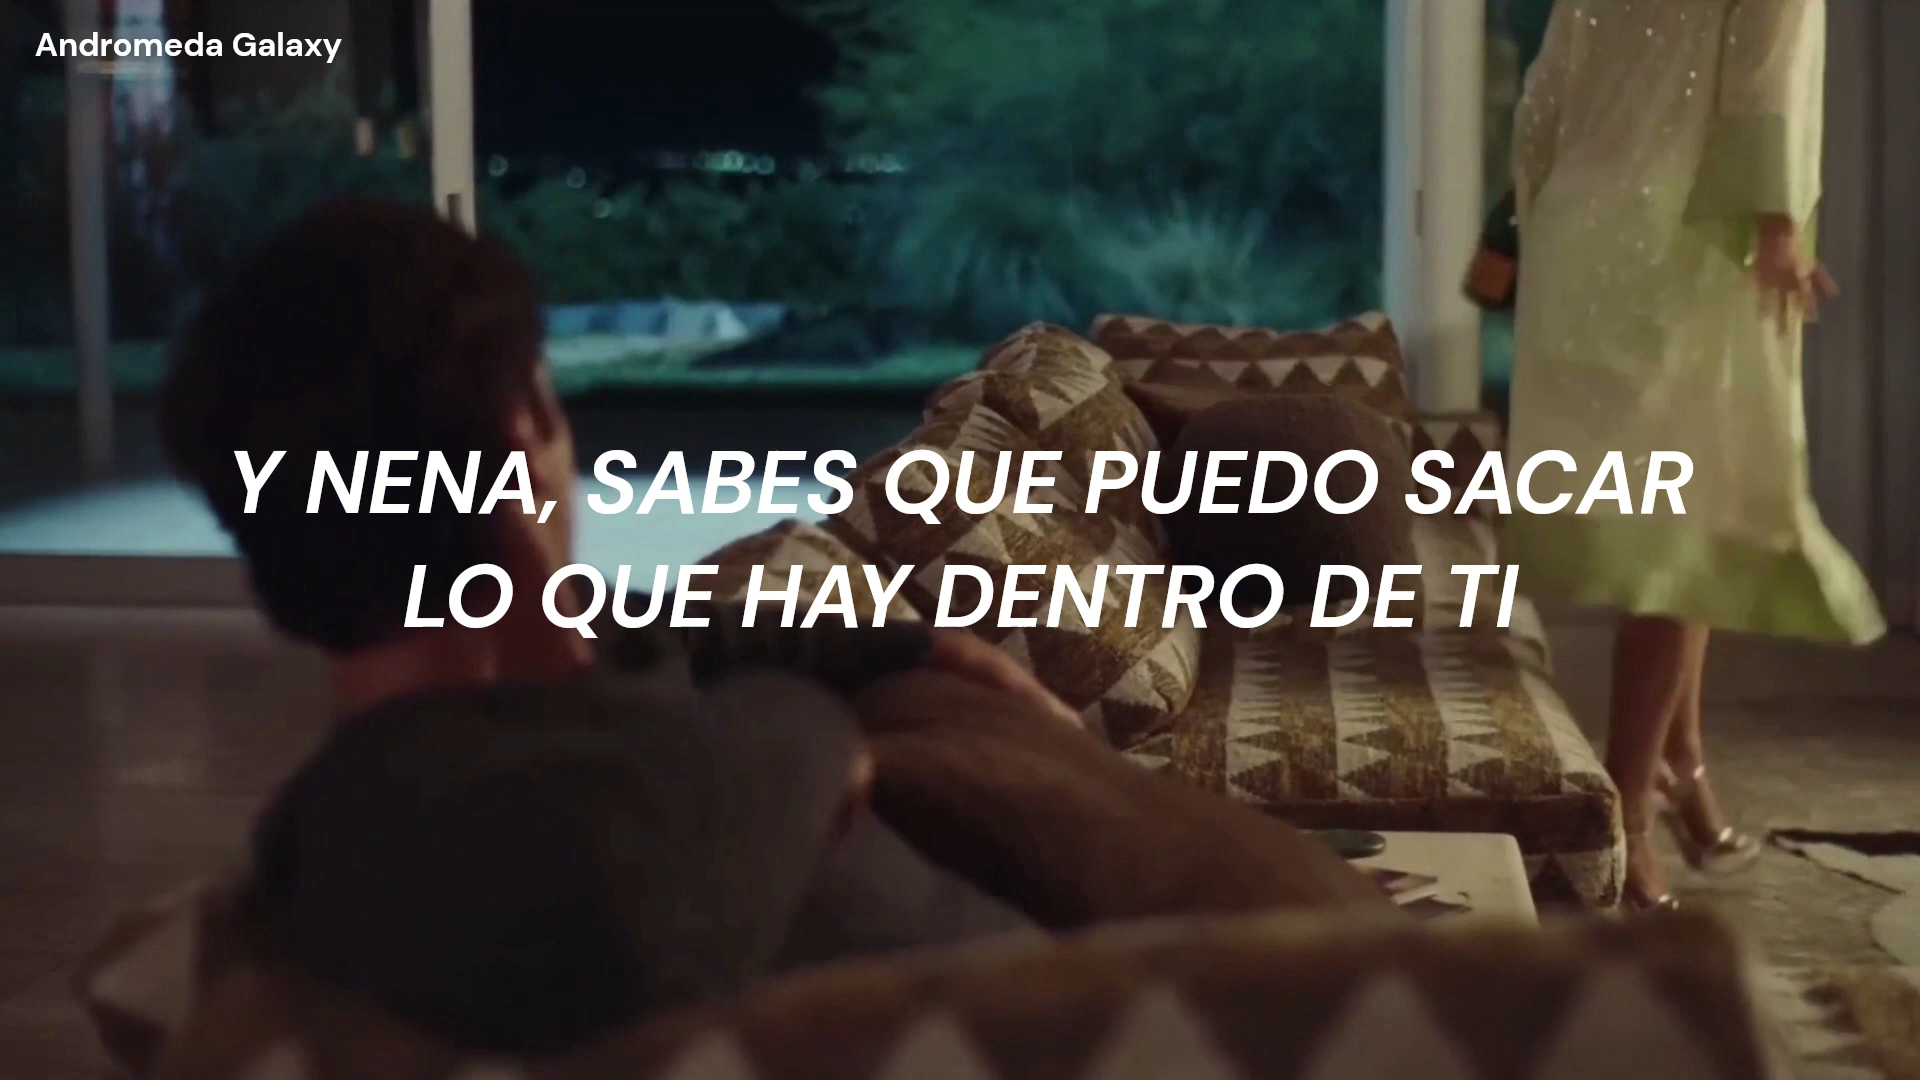 Andromeda Galaxy
Y NENA, SABES QUE PUEDO SACAR
LO QUE HAY DENTRO DE TI